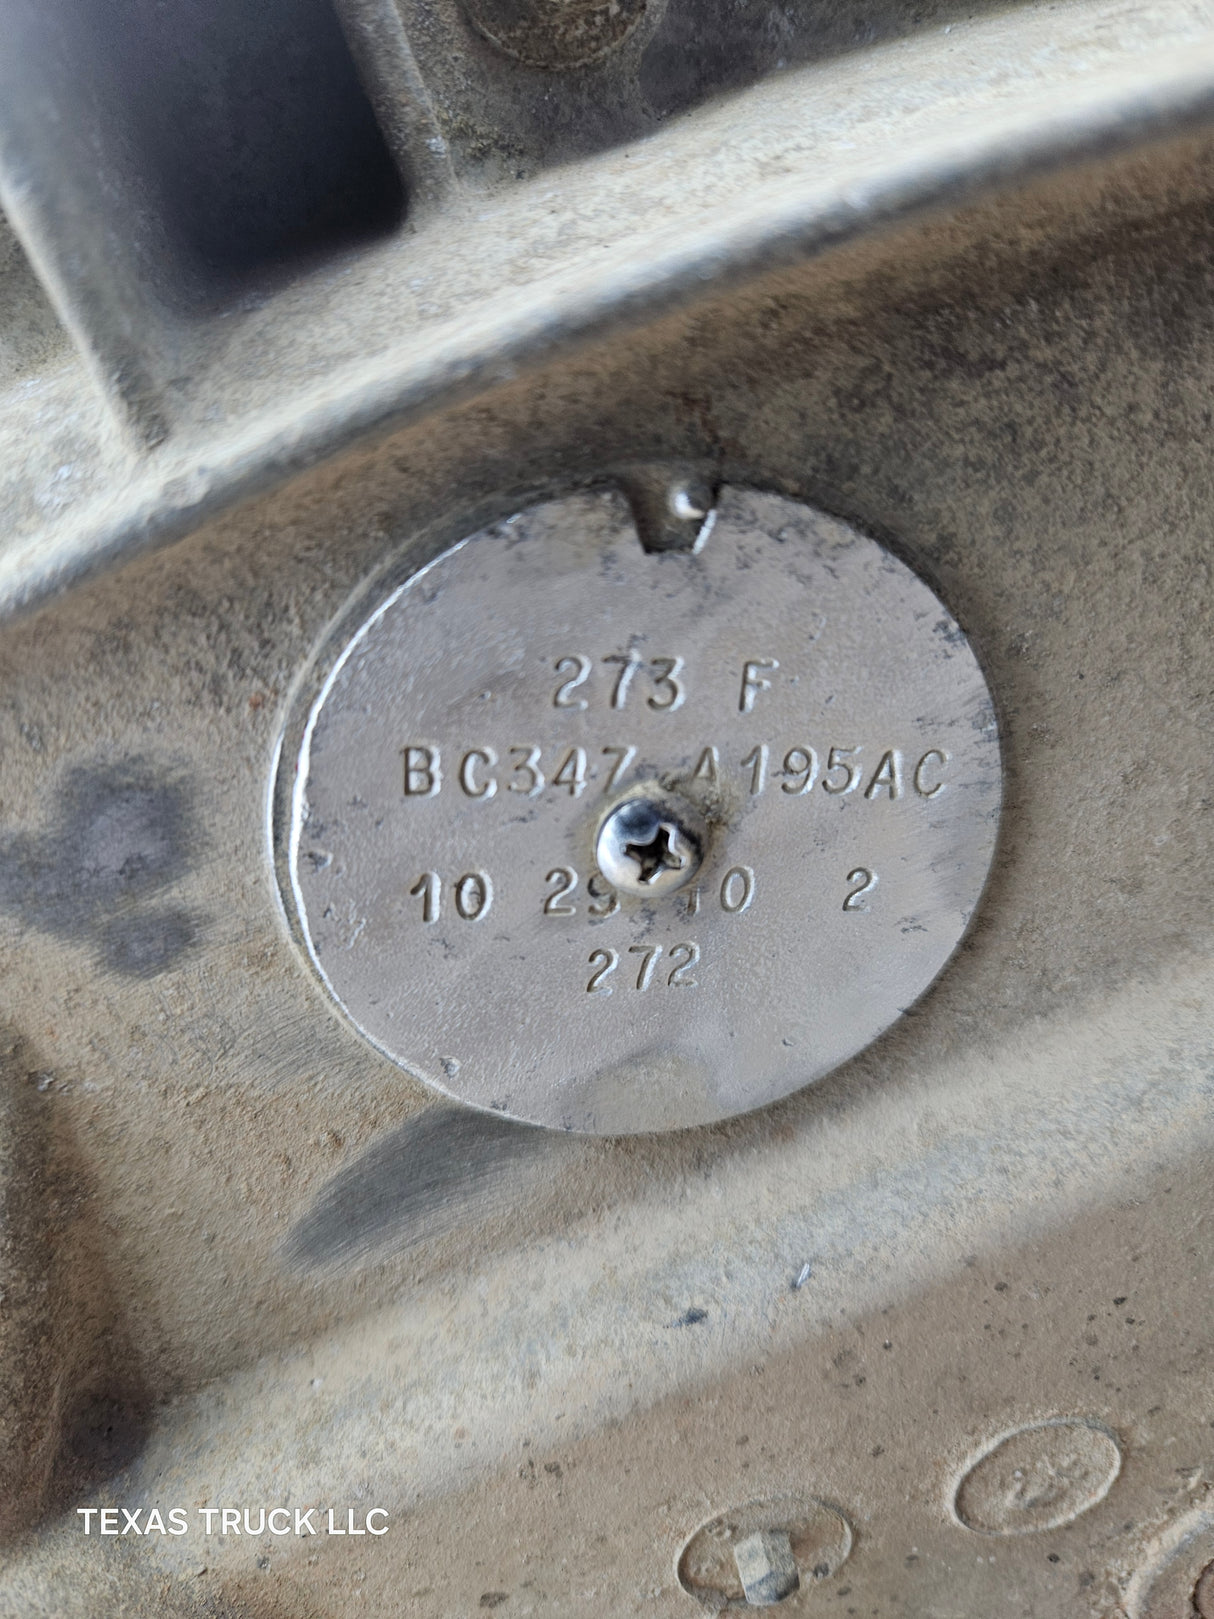 273 F
BC347 A195AC
10 29 10 2
272
TEXAS TRUCK LLC